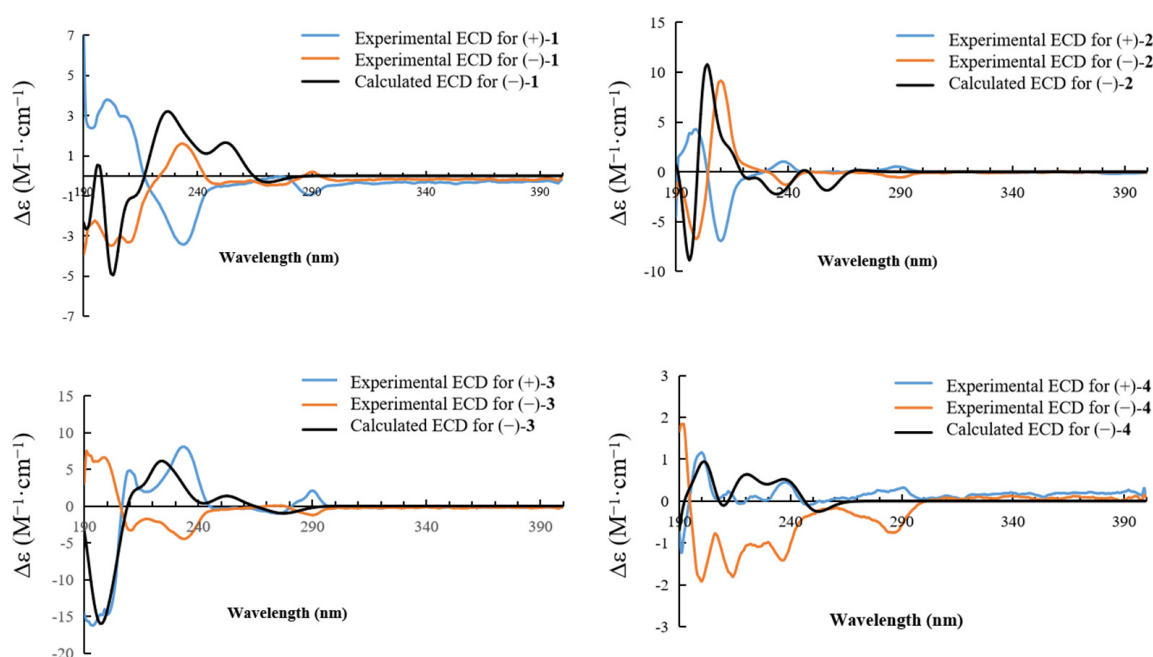 7
5
3
1
-1
-3
-5
-7
190
240
290
340
390
Δε (M⁻¹·cm⁻¹)
Wavelength (nm)
Experimental ECD for (+)-1
Experimental ECD for (−)-1
Calculated ECD for (−)-1
15
10
5
0
-5
-10
190
240
290
340
390
Δε (M⁻¹·cm⁻¹)
Wavelength (nm)
Experimental ECD for (+)-2
Experimental ECD for (−)-2
Calculated ECD for (−)-2
15
10
5
0
-5
-10
-15
-20
190
240
290
340
390
Δε (M⁻¹·cm⁻¹)
Wavelength (nm)
Experimental ECD for (+)-3
Experimental ECD for (−)-3
Calculated ECD for (−)-3
3
2
1
0
-1
-2
-3
190
240
290
340
390
Δε (M⁻¹·cm⁻¹)
Wavelength (nm)
Experimental ECD for (+)-4
Experimental ECD for (−)-4
Calculated ECD for (−)-4